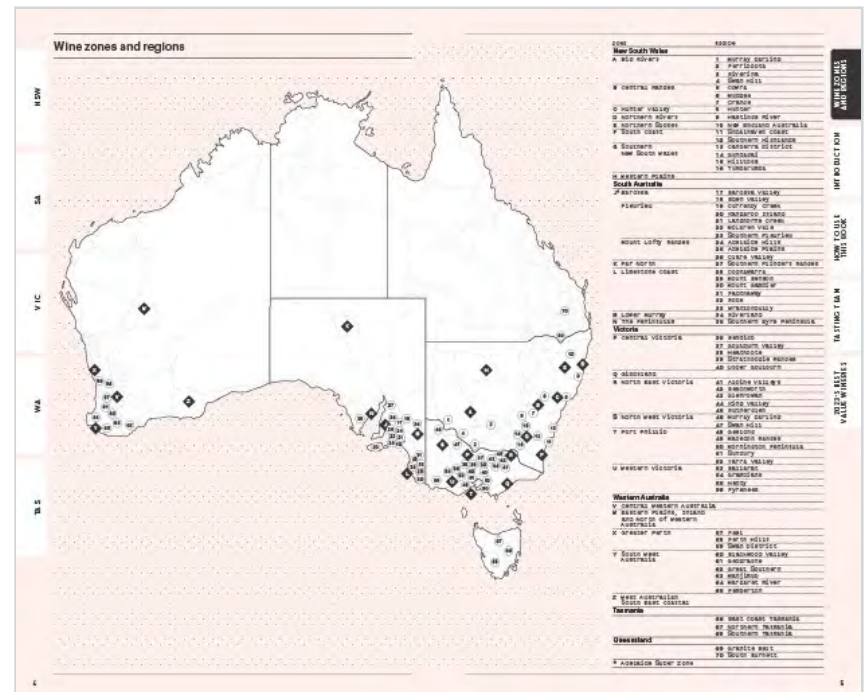 Wine zones and regions
NSW
SA
VIC
WA
TAS
ZONE REGION
New South Wales
A Big Rivers 1 Murray Darling
2 Perricoota
3 Riverina
4 Swan Hill
B Central Ranges 5 Cowra
6 Mudgee
7 Orange
C Hunter Valley 8 Hunter
D Northern Rivers 9 Hastings River
E Northern Slopes 10 New England Australia
F South Coast 11 Shoalhaven Coast
12 Southern Highlands
G Southern 13 Canberra District
New South Wales 14 Gundagai
15 Hilltops
16 Tumbarumba
H Western Plains
South Australia
J* Barossa 17 Barossa Valley
18 Eden Valley
Fleurieu 19 Currency Creek
20 Kangaroo Island
21 Langhorne Creek
22 McLaren Vale
23 Southern Fleurieu
Mount Lofty Ranges 24 Adelaide Hills
25 Adelaide Plains
26 Clare Valley
K Far North 27 Southern Flinders Ranges
L Limestone Coast 28 Coonawarra
29 Mount Benson
30 Mount Gambier
31 Padthaway
32 Robe
33 Wrattonbully
M Lower Murray 34 Riverland
N The Peninsulas 35 Southern Eyre Peninsula
Victoria
P Central Victoria 36 Bendigo
37 Goulburn Valley
38 Heathcote
39 Strathbogie Ranges
40 Upper Goulburn
Q Gippsland
R North East Victoria 41 Alpine Valleys
42 Beechworth
43 Glenrowan
44 King Valley
45 Rutherglen
S North West Victoria 46 Murray Darling
47 Swan Hill
T Port Phillip 48 Geelong
49 Macedon Ranges
50 Mornington Peninsula
51 Sunbury
52 Yarra Valley
U Western Victoria 53 Ballarat
54 Grampians
55 Henty
56 Pyrenees
Western Australia
V Central Western Australia
W Eastern Plains, Inland
and North of Western
Australia
X Greater Perth 57 Peel
58 Perth Hills
59 Swan District
Y South West 60 Blackwood Valley
Australia 61 Geographe
62 Great Southern
63 Manjimup
64 Margaret River
65 Pemberton
Z West Australian
South East Coastal
Tasmania
66 East Coast Tasmania
67 Northern Tasmania
68 Southern Tasmania
Queensland
69 Granite Belt
70 South Burnett
* Adelaide Super Zone
WINE ZONES
AND REGIONS
INTRODUCTION
HOW TO USE
THIS BOOK
TASTING TEAM
2023'S BEST
VALUE WINERIES
4
5